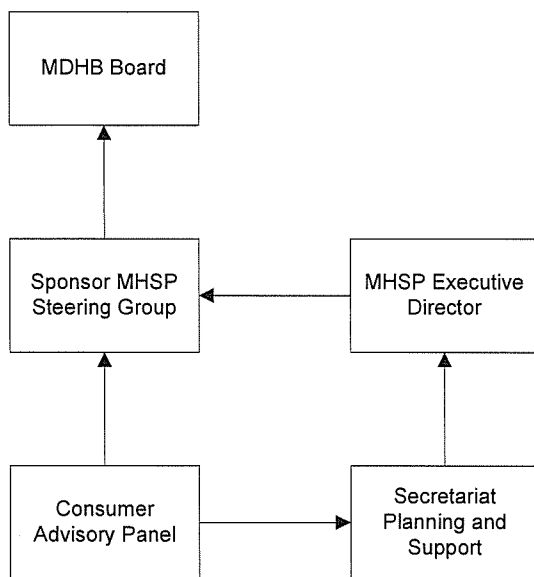 MDHB Board
Sponsor MHSP
Steering Group
MHSP Executive
Director
Consumer
Advisory Panel
Secretariat
Planning and
Support